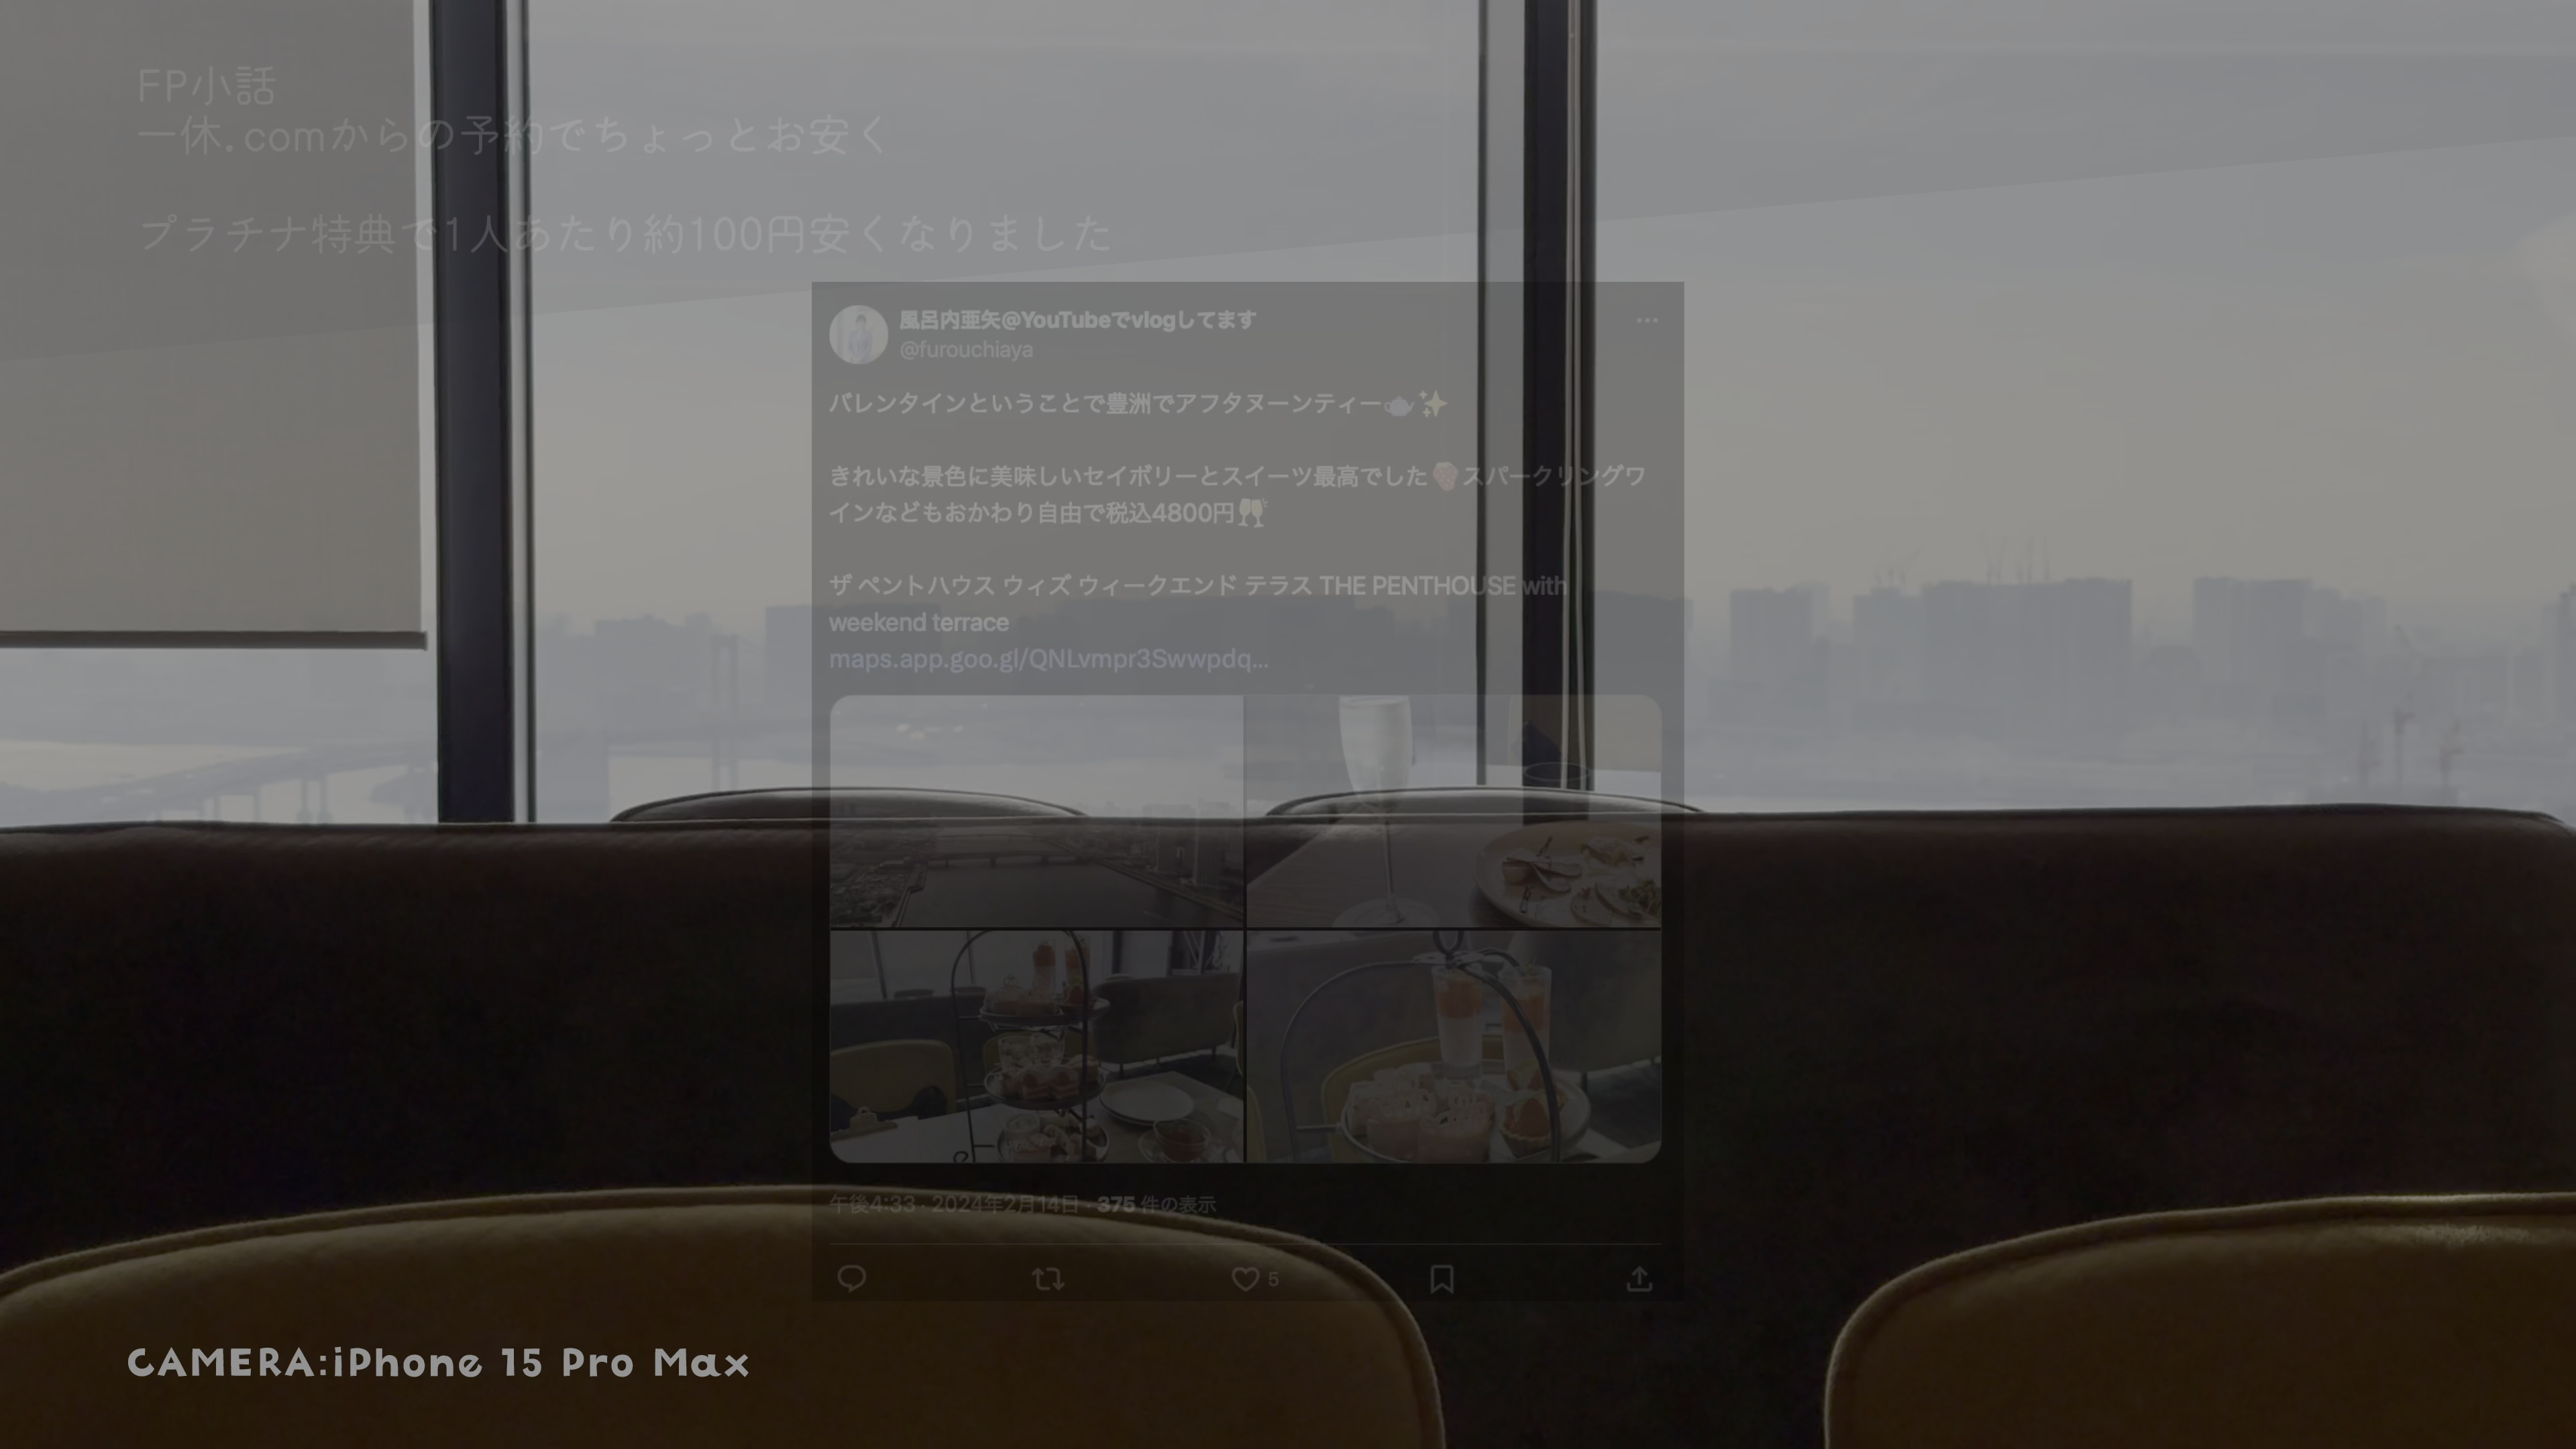 FP小話
一休.comからの予約でちょっとお安く
プラチナ特典で1人あたり約100円安くなりました
風呂内亜矢@YouTubeでvlogしてます
@furouchiaya
バレンタインということで豊洲でアフタヌーンティー🫖✨
きれいな景色に美味しいセイボリーとスイーツ最高でした🍓スパークリングワ
インなどもおかわり自由で税込4800円🥂
ザ ペントハウス ウィズ ウィークエンド テラス THE PENTHOUSE with
weekend terrace
maps.app.goo.gl/QNLvmpr3Swwpdq…
午後4:33 · 2024年2月14日 · 375 件の表示
5
CAMERA:iPhone 15 Pro Max